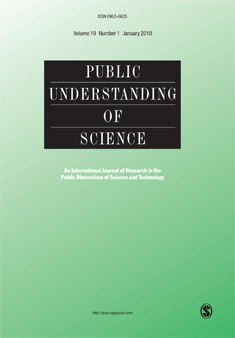 ISSN 0963-6625
Volume 19 Number 1 January 2010
PUBLIC
UNDERSTANDING
OF
SCIENCE
An International Journal of Research in the
Public Dimensions of Science and Technology
http://pus.sagepub.com
S